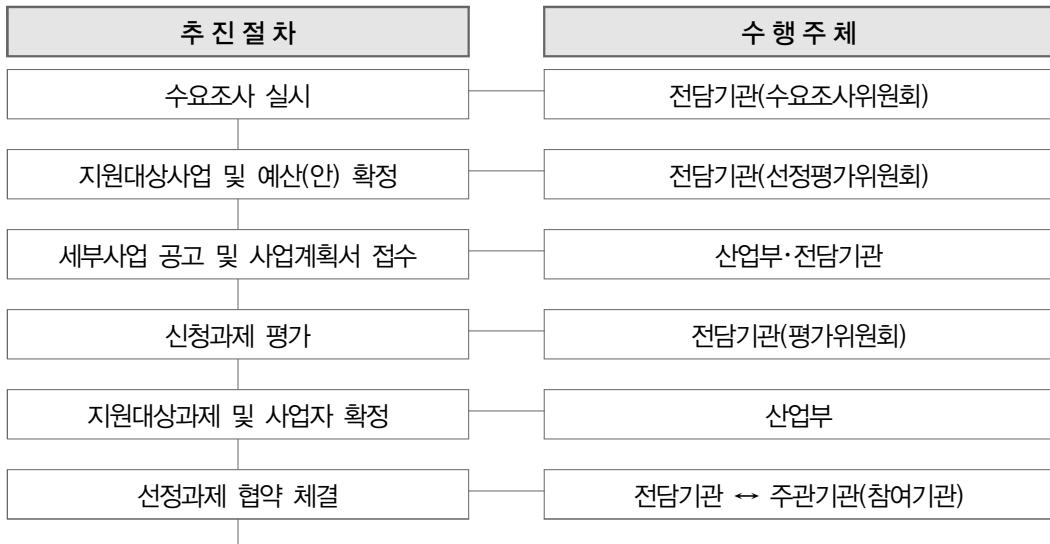 추 진 절 차
수 행 주 체
수요조사 실시
전담기관(수요조사위원회)
지원대상사업 및 예산(안) 확정
전담기관(선정평가위원회)
세부사업 공고 및 사업계획서 접수
산업부·전담기관
신청과제 평가
전담기관(평가위원회)
지원대상과제 및 사업자 확정
산업부
선정과제 협약 체결
전담기관 ↔ 주관기관(참여기관)